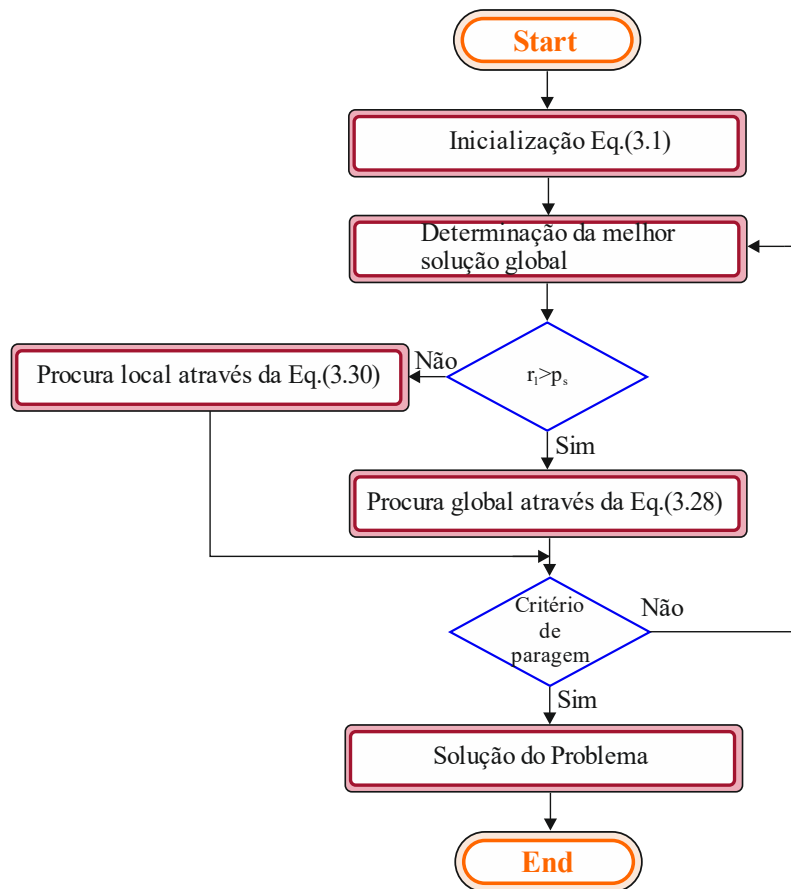 Start
Inicialização Eq.(3.1)
Determinação da melhor
solução global
Não
Procura local através da Eq.(3.30)
r₁>pₛ
Sim
Procura global através da Eq.(3.28)
Critério
de
paragem
Não
Sim
Solução do Problema
End